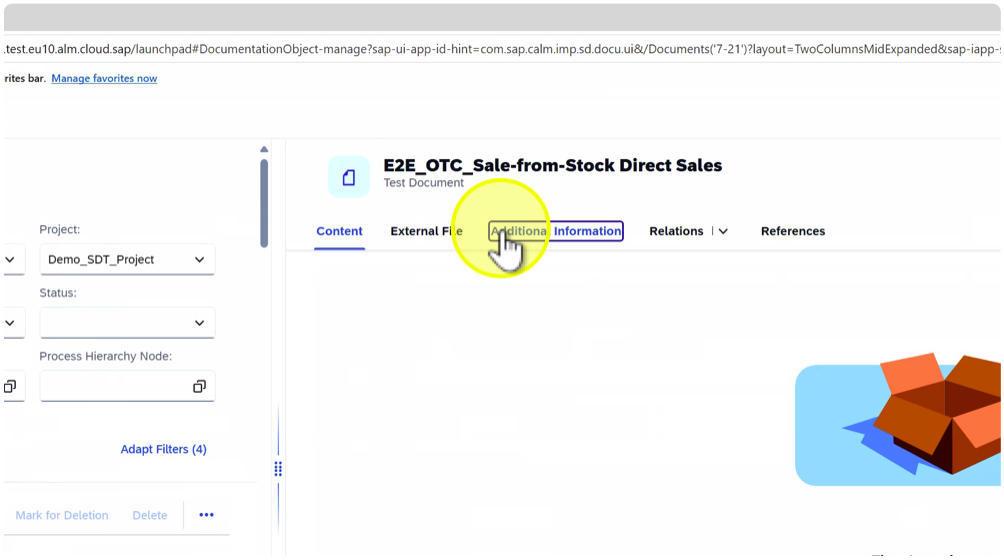 .test.eu10.alm.cloud.sap/launchpad#DocumentationObject-manage?sap-ui-app-id-hint=com.sap.calm.imp.sd.docu.ui&/Documents('7-21')?layout=TwoColumnsMidExpanded&sap-iapp-s
rites bar. Manage favorites now
E2E_OTC_Sale-from-Stock Direct Sales
Test Document
Content External File Additional Information Relations References
Project:
Demo_SDT_Project
Status:
Process Hierarchy Node:
Adapt Filters (4)
Mark for Deletion Delete •••